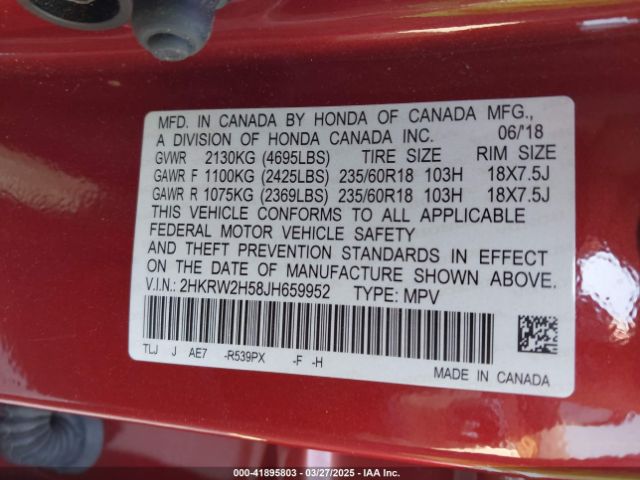 MFD. IN CANADA BY HONDA OF CANADA MFG.,
A DIVISION OF HONDA CANADA INC. 06/'18
GVWR 2130KG (4695LBS) TIRE SIZE RIM SIZE
GAWR F 1100KG (2425LBS) 235/60R18 103H 18X7.5J
GAWR R 1075KG (2369LBS) 235/60R18 103H 18X7.5J
THIS VEHICLE CONFORMS TO ALL APPLICABLE
FEDERAL MOTOR VEHICLE SAFETY
AND THEFT PREVENTION STANDARDS IN EFFECT
ON THE DATE OF MANUFACTURE SHOWN ABOVE.
V.I.N.: 2HKRW2H58JH659952 TYPE: MPV
TLJ J AE7 -R539PX -F -H
MADE IN CANADA
000-41895803 — 03/27/2025 — IAA Inc.